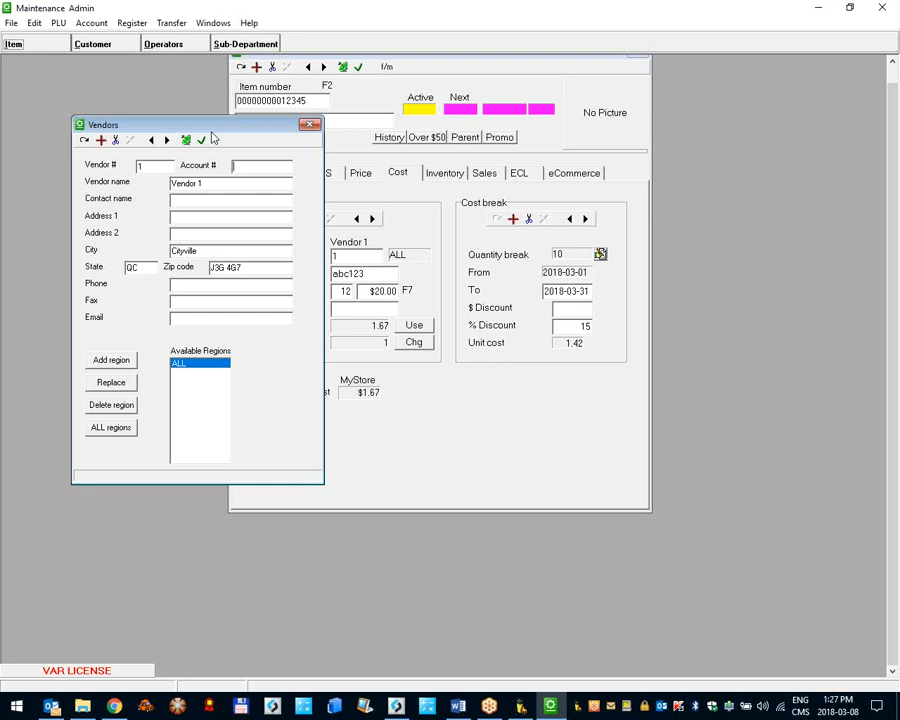 Maintenance Admin
File Edit PLU Account Register Transfer Windows Help
Item Customer Operators Sub-Department
f/m
Item number F2
00000000012345
Active Next
No Picture
History Over $50 Parent Promo
S Price Cost Inventory Sales ECL eCommerce
Vendor 1
1 ALL
abc123
12 $20.00 F7
1.67 Use
1 Chg
st MyStore
$1.67
Cost break
Quantity break 10
From 2018-03-01
To 2018-03-31
$ Discount
% Discount 15
Unit cost 1.42
Vendors
Vendor # 1 Account #
Vendor name Vendor 1
Contact name
Address 1
Address 2
City Cityville
State QC Zip code J3G 4G7
Phone
Fax
Email
Available Regions
ALL
Add region
Replace
Delete region
ALL regions
VAR LICENSE
ENG 1:27 PM
CMS 2018-03-08